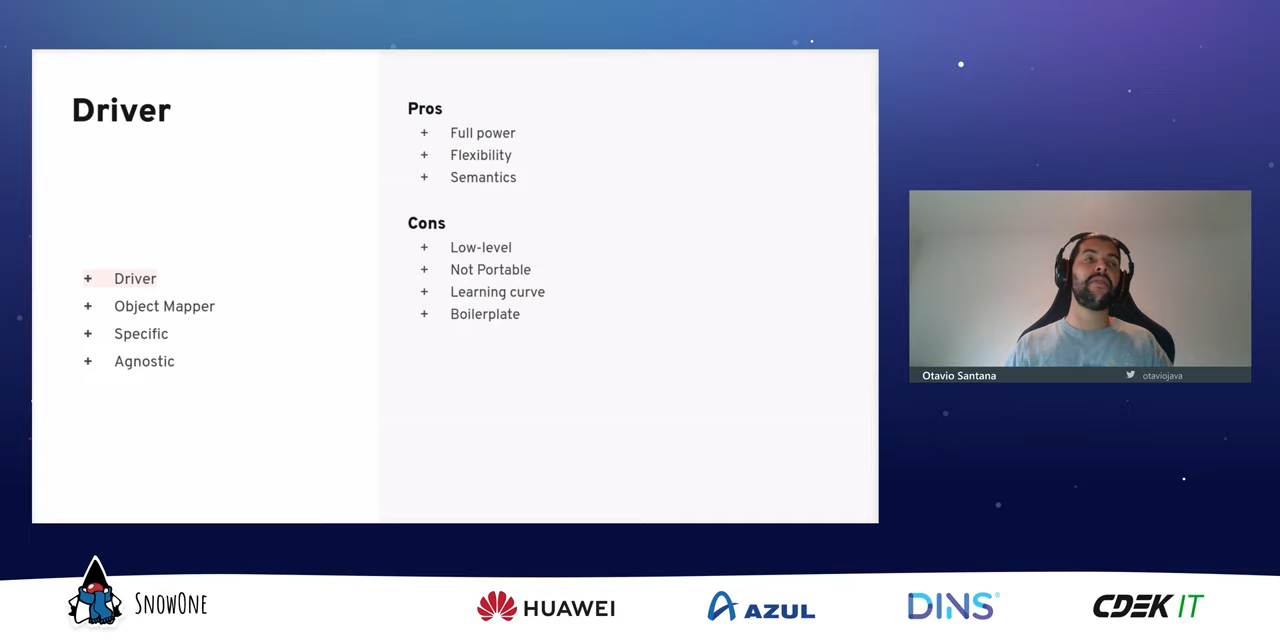 Driver
+ Driver
+ Object Mapper
+ Specific
+ Agnostic
Pros
+ Full power
+ Flexibility
+ Semantics
Cons
+ Low-level
+ Not Portable
+ Learning curve
+ Boilerplate
Otavio Santana
otaviojava
SNOWONE
HUAWEI
AZUL
DINS®
CDEK IT